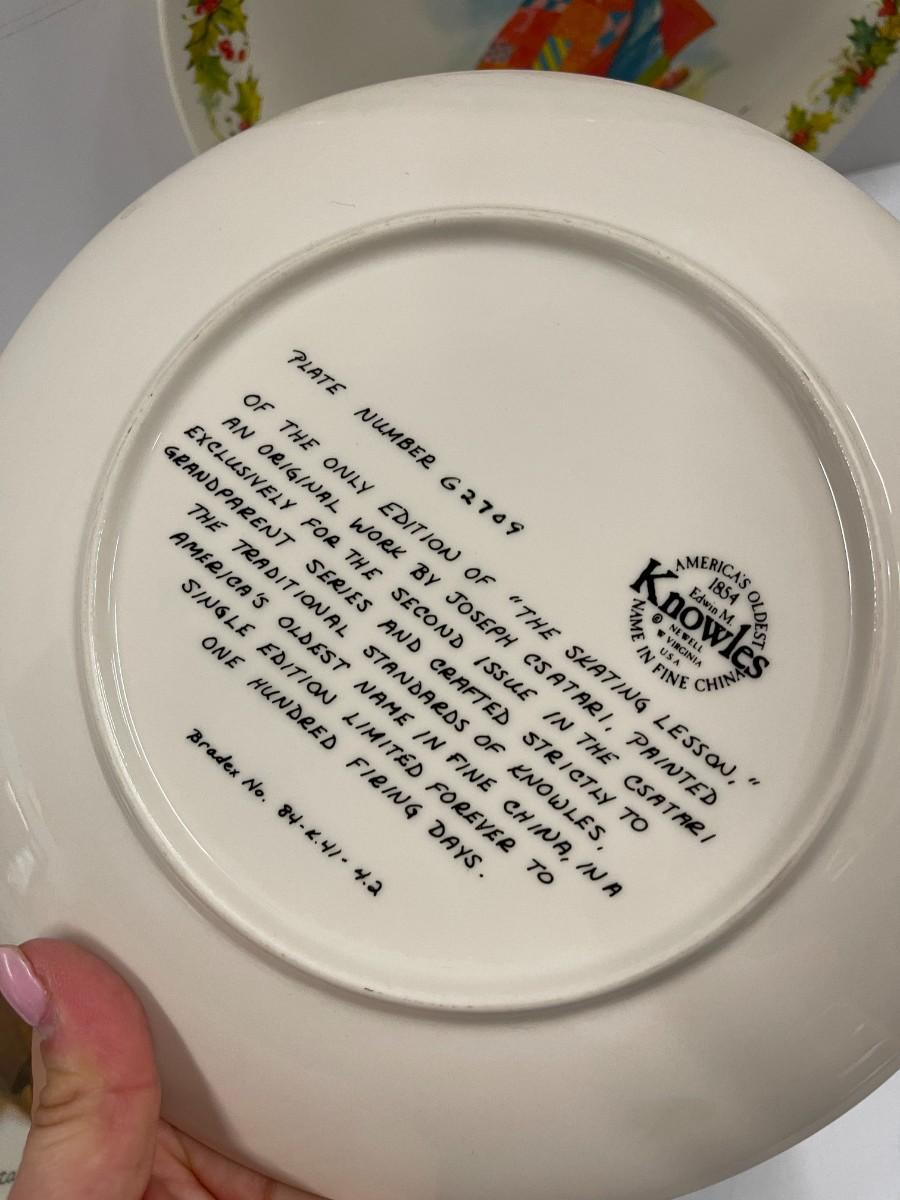 PLATE NUMBER G2709
OF THE ONLY EDITION OF "THE SKATING LESSON,"
AN ORIGINAL WORK BY JOSEPH CSATARI, PAINTED
EXCLUSIVELY FOR THE SECOND ISSUE IN THE CSATARI
GRANDPARENT SERIES AND CRAFTED STRICTLY TO
THE TRADITIONAL STANDARDS OF KNOWLES,
AMERICA'S OLDEST NAME IN FINE CHINA, IN A
SINGLE EDITION LIMITED FOREVER TO
ONE HUNDRED FIRING DAYS.
Bradex No. 84-K41-4.2
AMERICA'S OLDEST
1854
Edwin M.
Knowles
© NEWELL
W VIRGINIA
U.S.A
NAME IN FINE CHINA